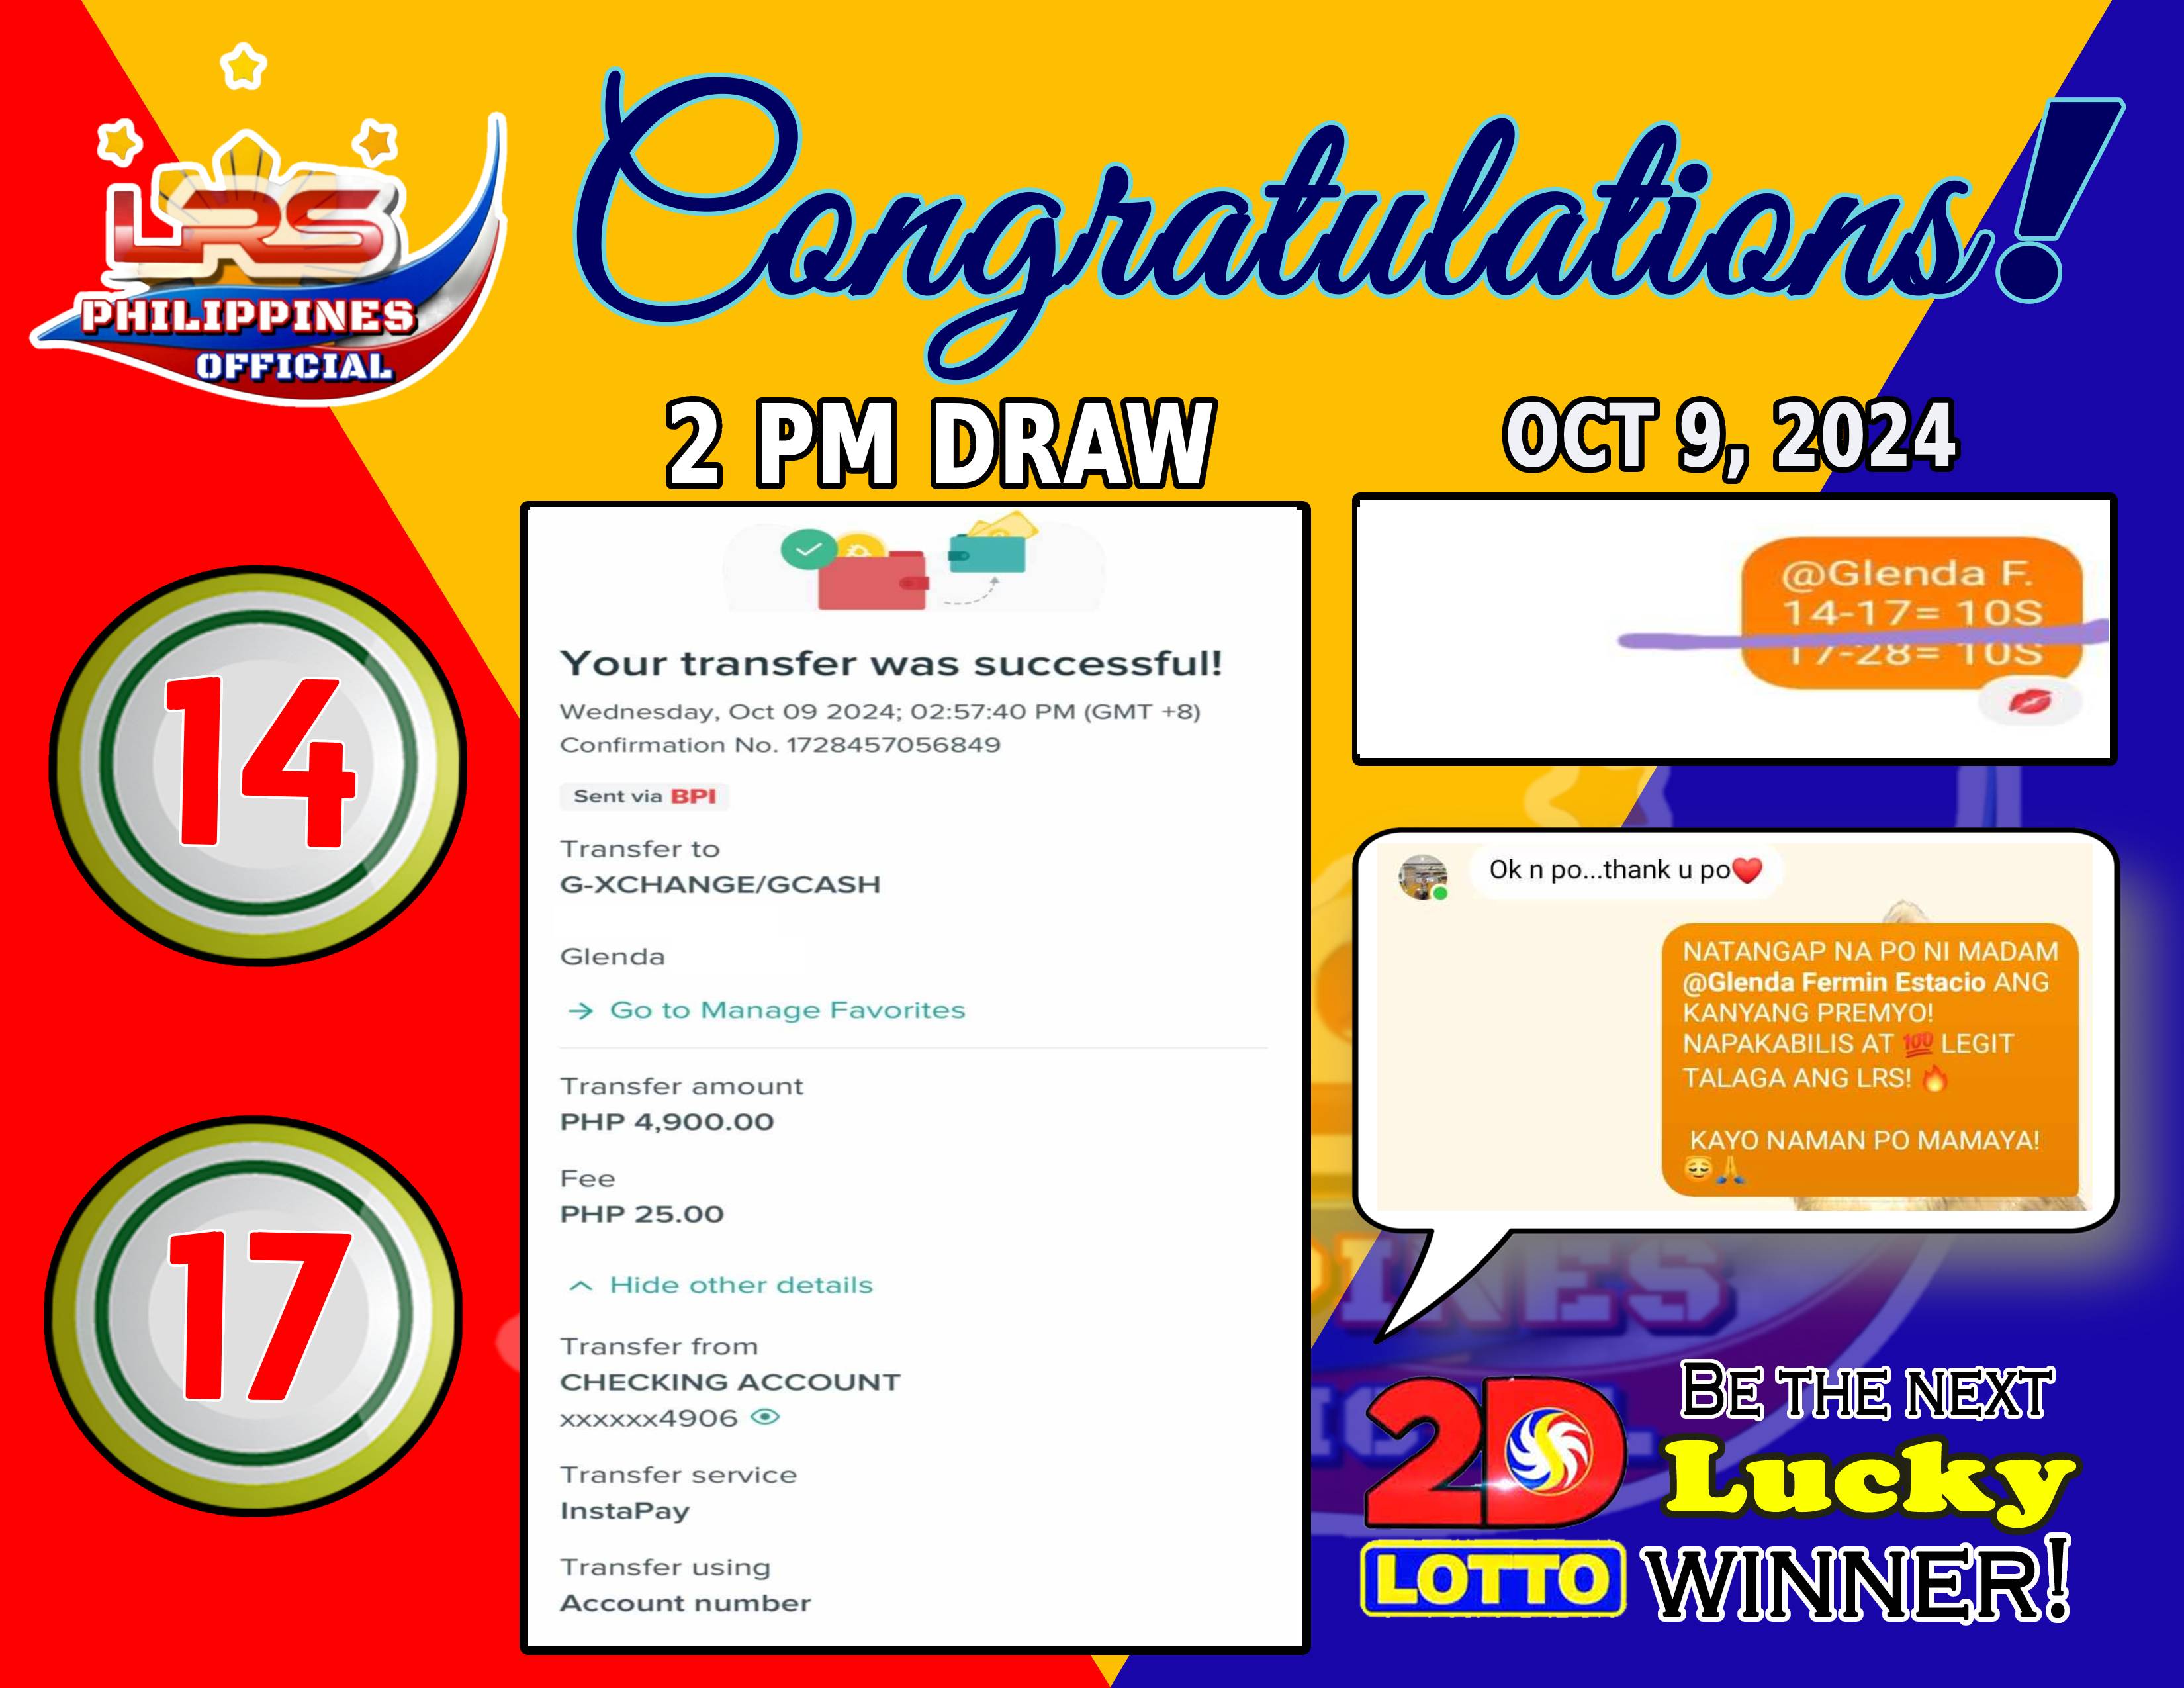 LRS
PHILIPPINES
OFFICIAL
Congratulations!
2 PM DRAW
OCT 9, 2024
14
17
Your transfer was successful!
Wednesday, Oct 09 2024; 02:57:40 PM (GMT +8)
Confirmation No. 1728457056849
Sent via BPI
Transfer to
G-XCHANGE/GCASH
Glenda
→ Go to Manage Favorites
Transfer amount
PHP 4,900.00
Fee
PHP 25.00
Hide other details
Transfer from
CHECKING ACCOUNT
xxxxxx4906
Transfer service
InstaPay
Transfer using
Account number
@Glenda F.
14-17= 10S
17-28= 10S
Ok n po...thank u po❤️
NATANGAP NA PO NI MADAM
@Glenda Fermin Estacio ANG
KANYANG PREMYO!
NAPAKABILIS AT 💯 LEGIT
TALAGA ANG LRS! 🔥
KAYO NAMAN PO MAMAYA!
😇🙏
2D
LOTTO
BE THE NEXT
Lucky
WINNER!